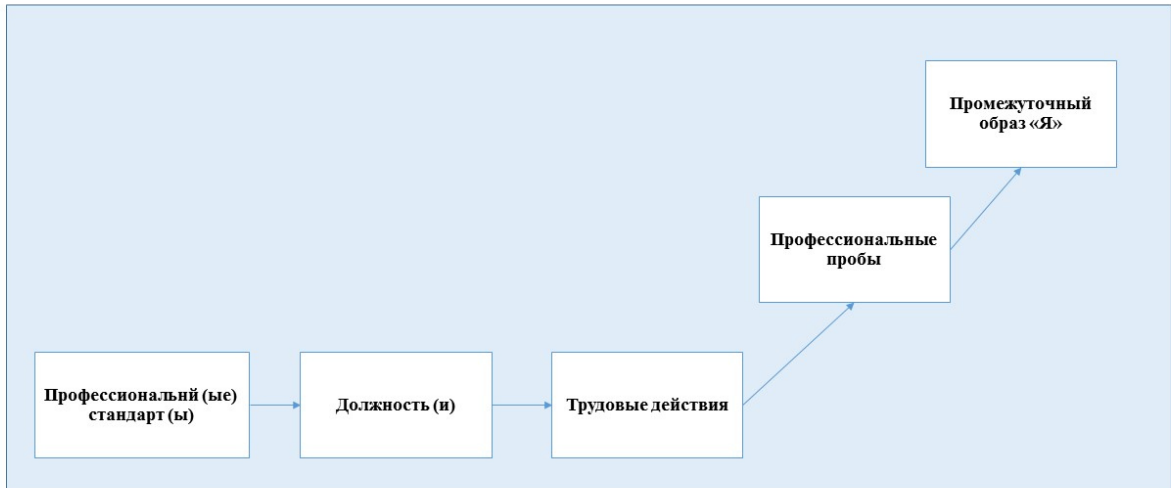 Промежуточный
образ «Я»
Профессиональные
пробы
Профессиональнй (ые)
стандарт (ы)
Должность (и)
Трудовые действия